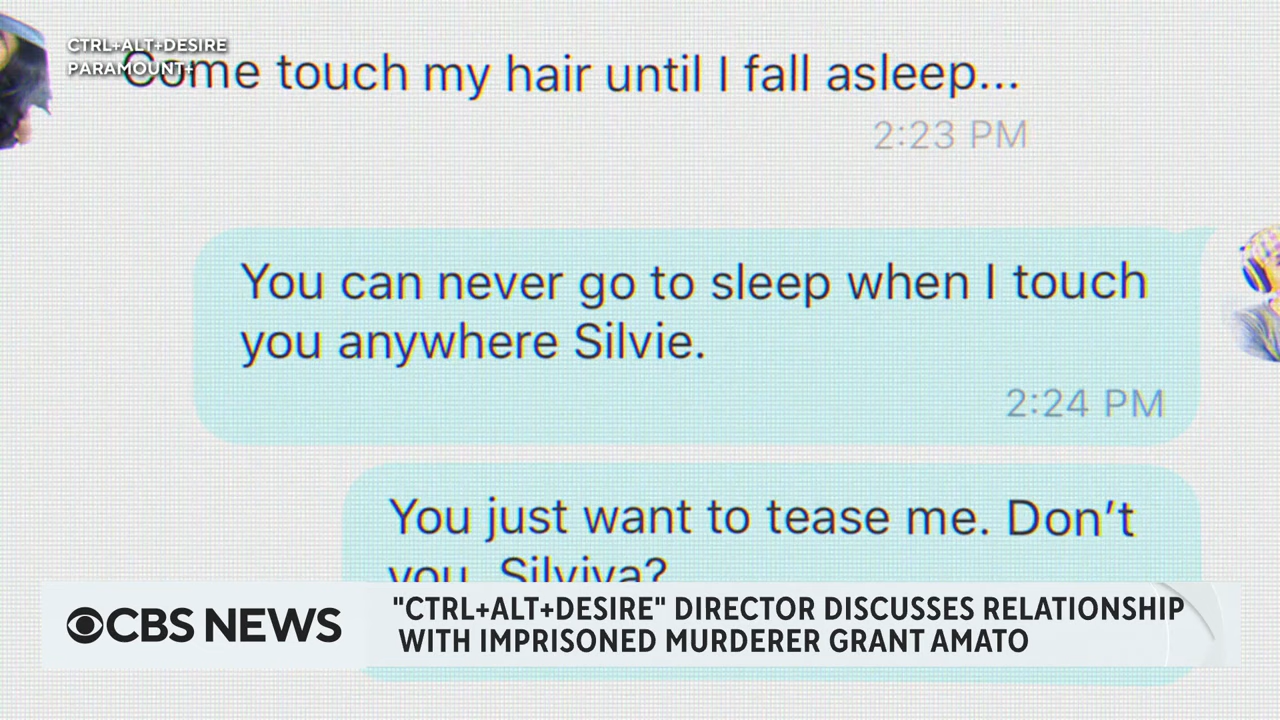 CTRL+ALT+DESIRE
PARAMOUNT+
Come touch my hair until I fall asleep...
2:23 PM
You can never go to sleep when I touch
you anywhere Silvie.
2:24 PM
You just want to tease me. Don't
you, Silviya?
CBS NEWS
"CTRL+ALT+DESIRE" DIRECTOR DISCUSSES RELATIONSHIP
WITH IMPRISONED MURDERER GRANT AMATO